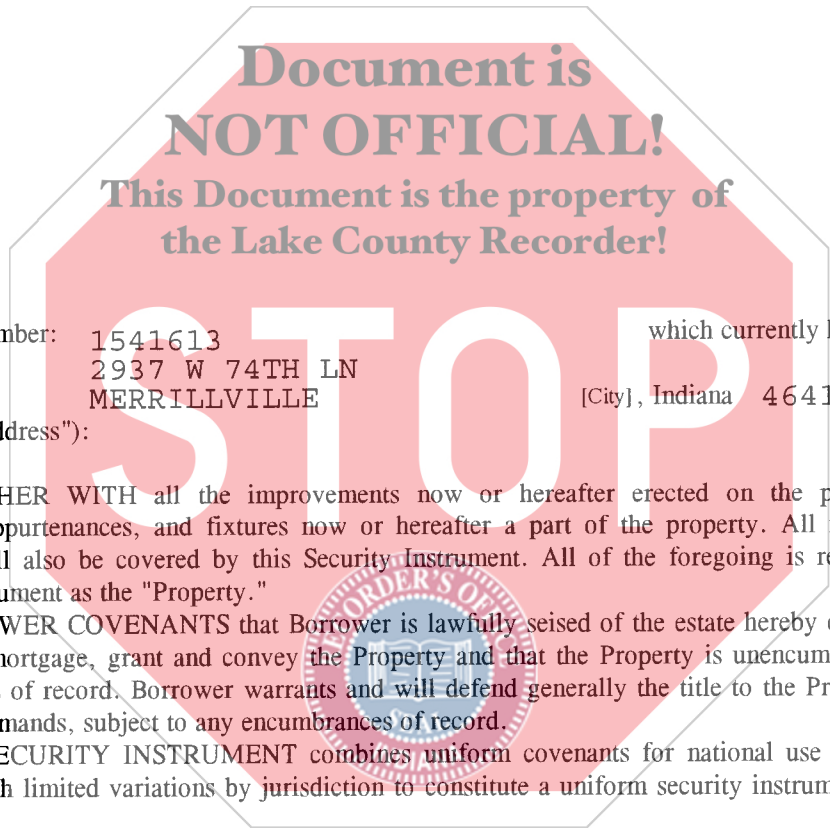 Document is
NOT OFFICIAL!
This Document is the property of
the Lake County Recorder!
STOP
mber: 1541613 which currently
2937 W 74TH LN
MERRILLVILLE [City], Indiana 4641
ddress"):
HER WITH all the improvements now or hereafter erected on the p
ppurtenances, and fixtures now or hereafter a part of the property. All
ll also be covered by this Security Instrument. All of the foregoing is re
ument as the "Property."
WER COVENANTS that Borrower is lawfully seised of the estate hereby
nortgage, grant and convey the Property and that the Property is unencum
of record. Borrower warrants and will defend generally the title to the Pr
mands, subject to any encumbrances of record.
ECURITY INSTRUMENT combines uniform covenants for national use
h limited variations by jurisdiction to constitute a uniform security instrum
RECORDER'S OFFICE